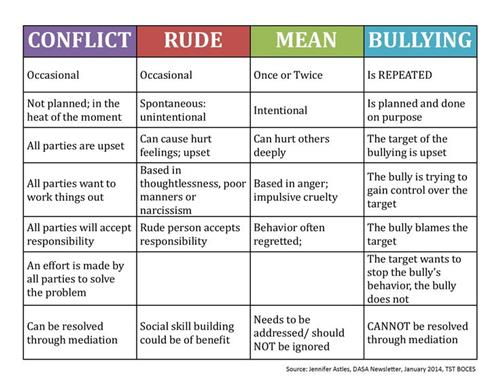 CONFLICT RUDE MEAN BULLYING
Occasional Occasional Once or Twice Is REPEATED
Not planned; in the
heat of the moment
Spontaneous:
unintentional
Intentional
Is planned and done
on purpose
All parties are upset
Can cause hurt
feelings; upset
Can hurt others
deeply
The target of the
bullying is upset
All parties want to
work things out
Based in
thoughtlessness, poor
manners or
narcissism
Based in anger;
impulsive cruelty
The bully is trying to
gain control over the
target
All parties will accept
responsibility
Rude person accepts
responsibility
Behavior often
regretted;
The bully blames the
target
An effort is made by
all parties to solve
the problem
The target wants to
stop the bully's
behavior, the bully
does not
Can be resolved
through mediation
Social skill building
could be of benefit
Needs to be
addressed/ should
NOT be ignored
CANNOT be resolved
through mediation
Source: Jennifer Astles, DASA Newsletter, January 2014, TST BOCES